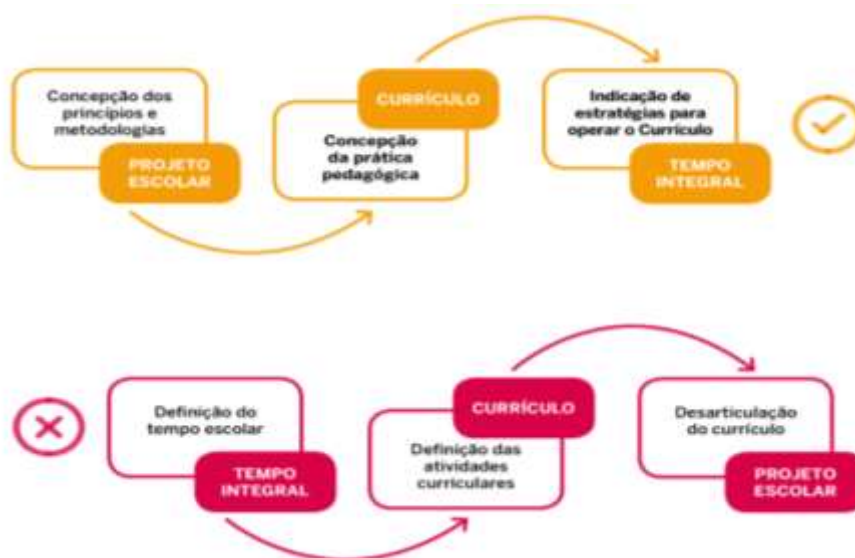 Concepção dos
princípios e
metodologias
PROJETO
ESCOLAR
CURRÍCULO
Concepção
da prática
pedagógica
Indicação de
estratégias para
operar o Currículo
TEMPO
INTEGRAL
Definição do
tempo escolar
TEMPO
INTEGRAL
CURRÍCULO
Definição das
atividades
curriculares
Desarticulação
do currículo
PROJETO
ESCOLAR